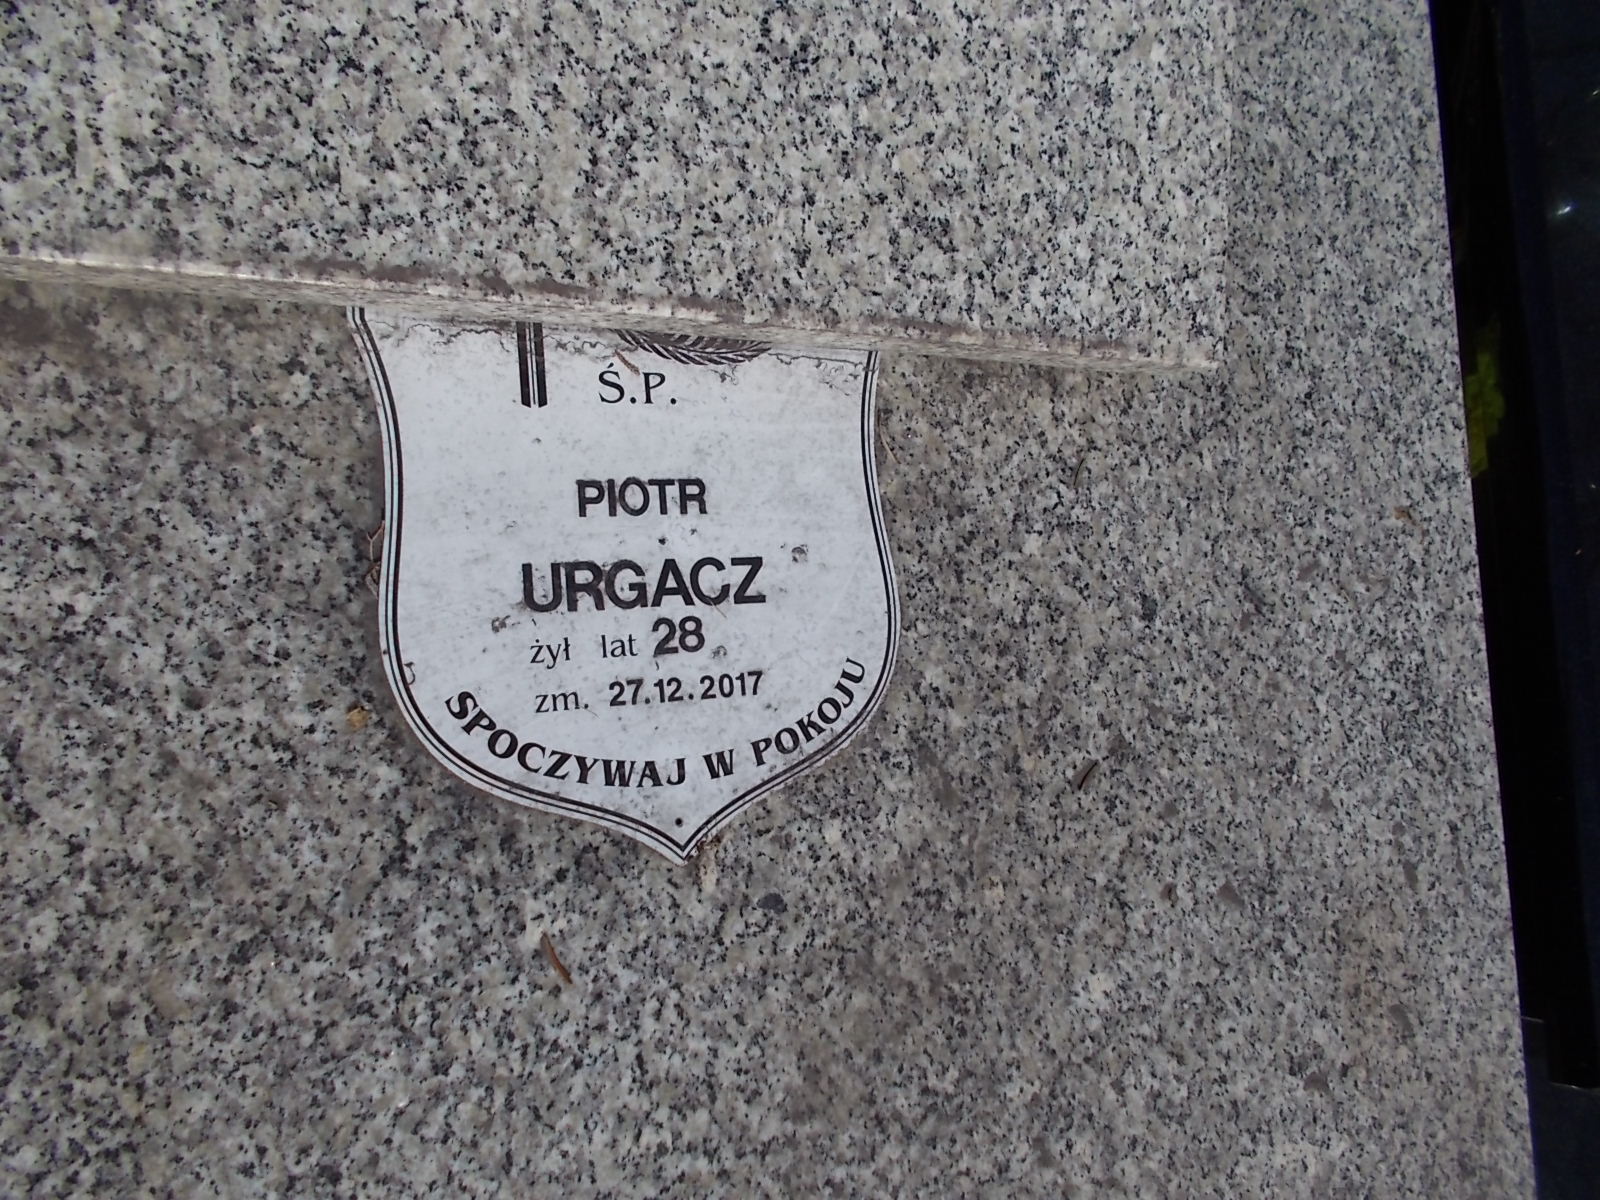 Ś.P.
PIOTR
URGACZ
żył lat 28
zm. 27.12.2017
SPOCZYWAJ W POKOJU